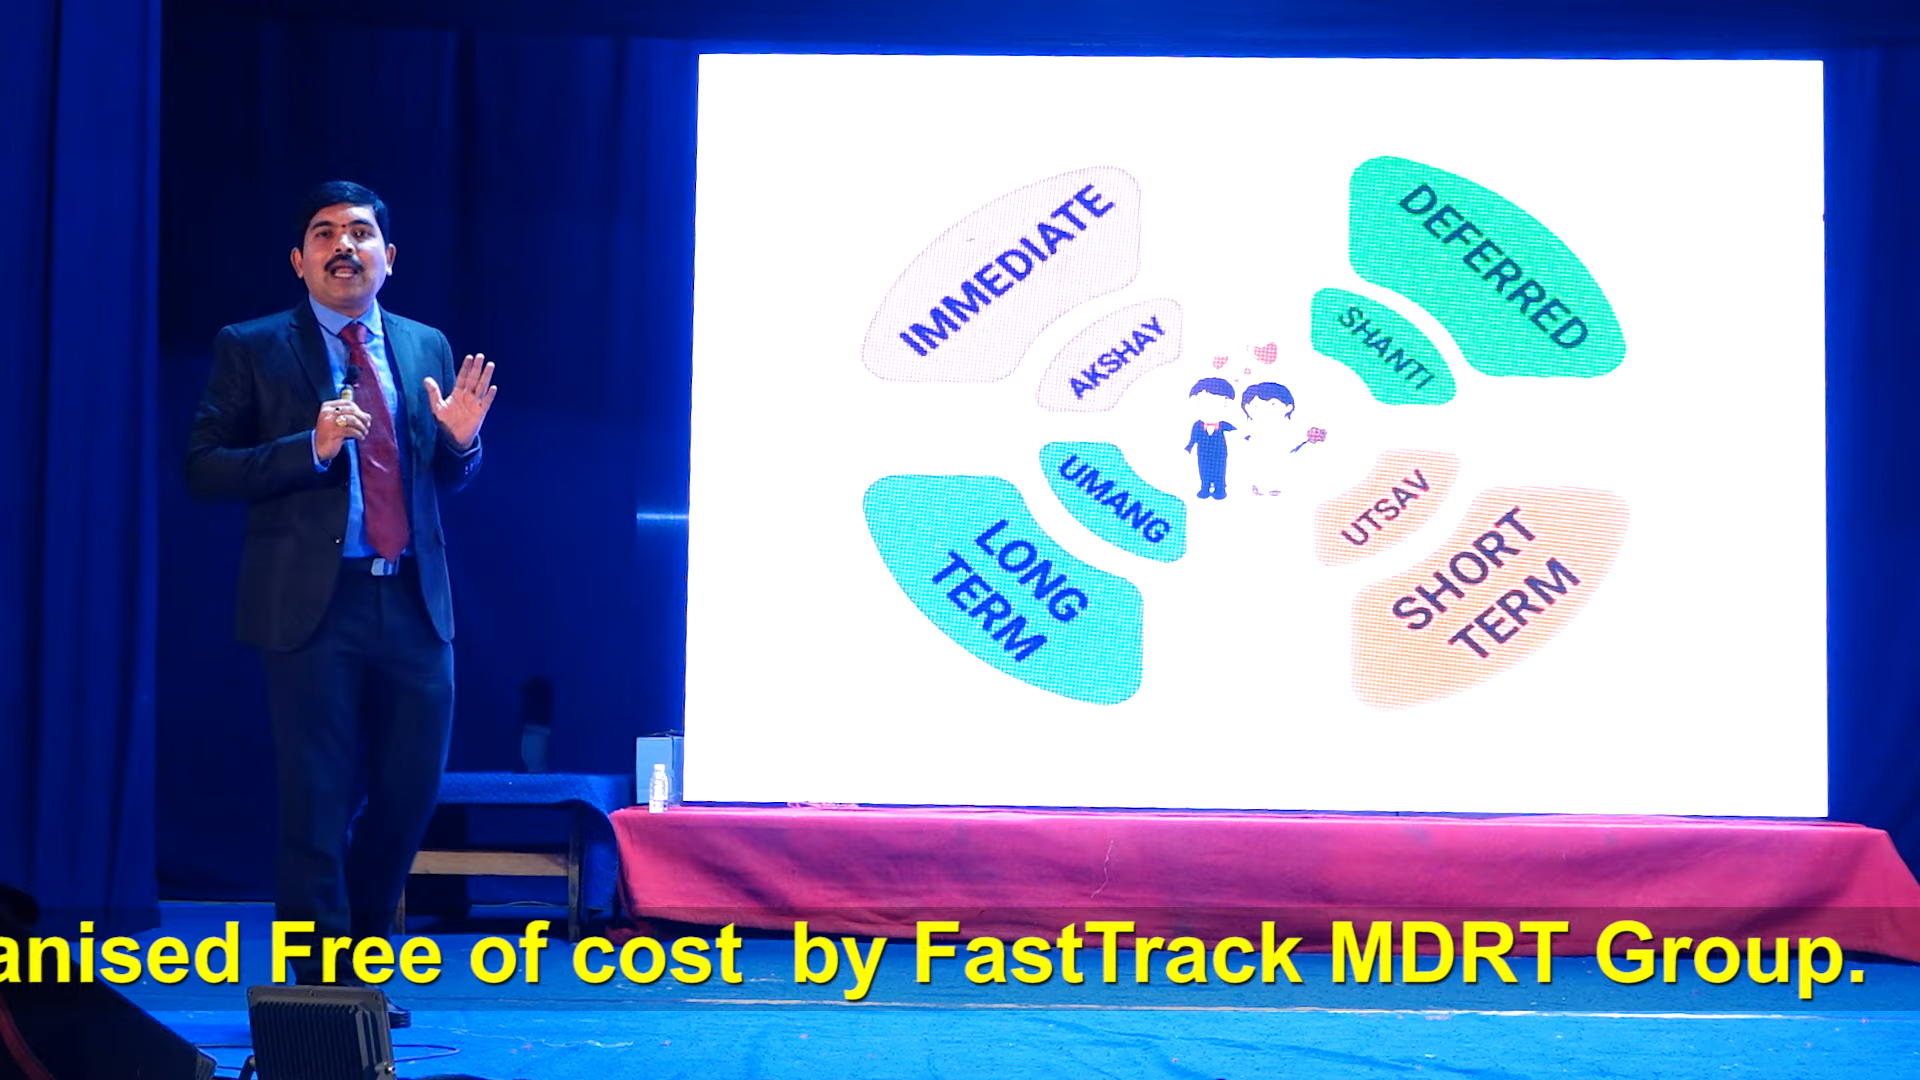 IMMEDIATE
AKSHAY
DEFERRED
SHANTI
UMANG
LONG
TERM
UTSAV
SHORT
TERM
anised Free of cost by FastTrack MDRT Group.